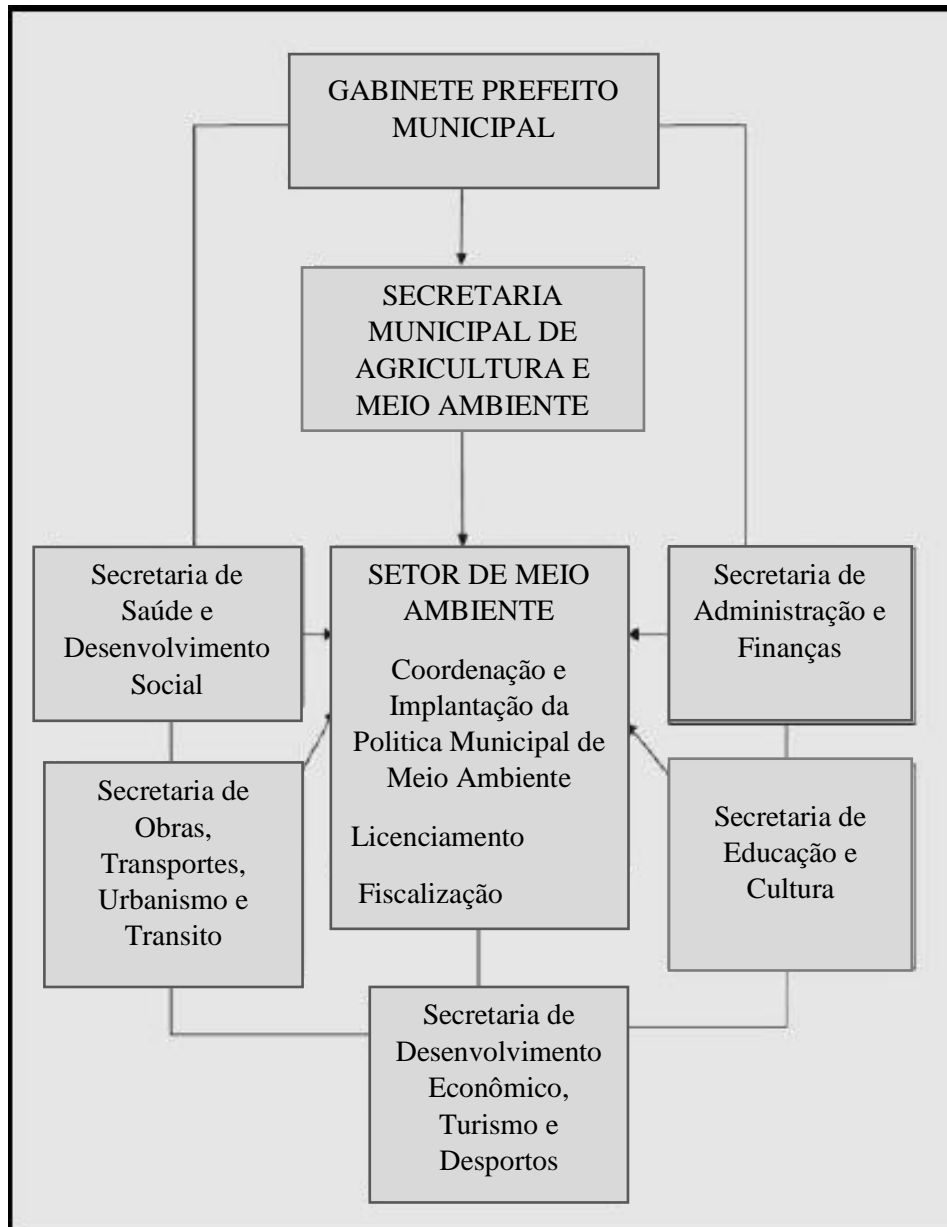 GABINETE PREFEITO
MUNICIPAL
SECRETARIA
MUNICIPAL DE
AGRICULTURA E
MEIO AMBIENTE
Secretaria de
Saúde e
Desenvolvimento
Social
SETOR DE MEIO
AMBIENTE
Coordenação e
Implantação da
Politica Municipal de
Meio Ambiente
Licenciamento
Fiscalização
Secretaria de
Administração e
Finanças
Secretaria de
Obras,
Transportes,
Urbanismo e
Transito
Secretaria de
Educação e
Cultura
Secretaria de
Desenvolvimento
Econômico,
Turismo e
Desportos